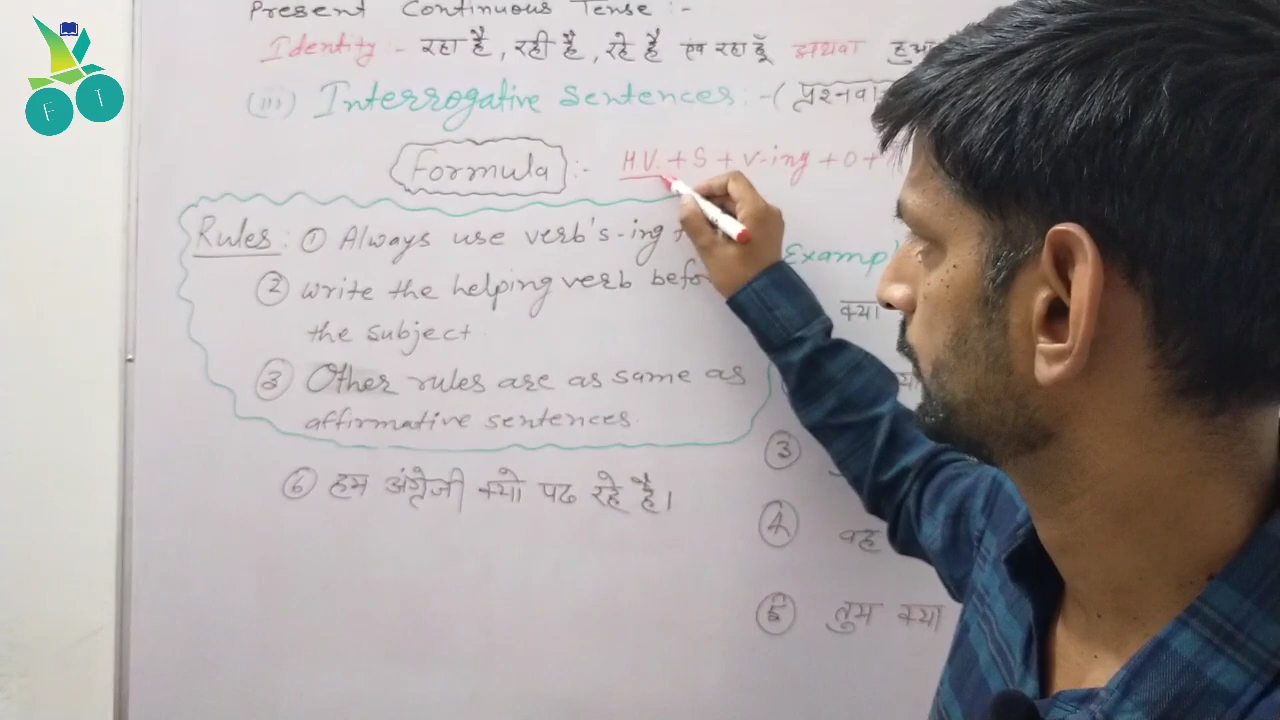 Present Continuous Tense :-
Identity - रहा है, रही है, रहे है एवं रहा हूँ अथवा हुआ
(iii) Interrogative Sentences :- (प्रश्नवा
Formula :- H.V. + S + V-ing + O +
Rules : ① Always use verb's-ing
② Write the helping verb befo
the subject
③ Other rules are as same as
affirmative sentences.
⑥ हम अंग्रेजी क्यो पढ रहे है।
Exampl
क्या
③
④ वह
⑤ तुम क्या
F T